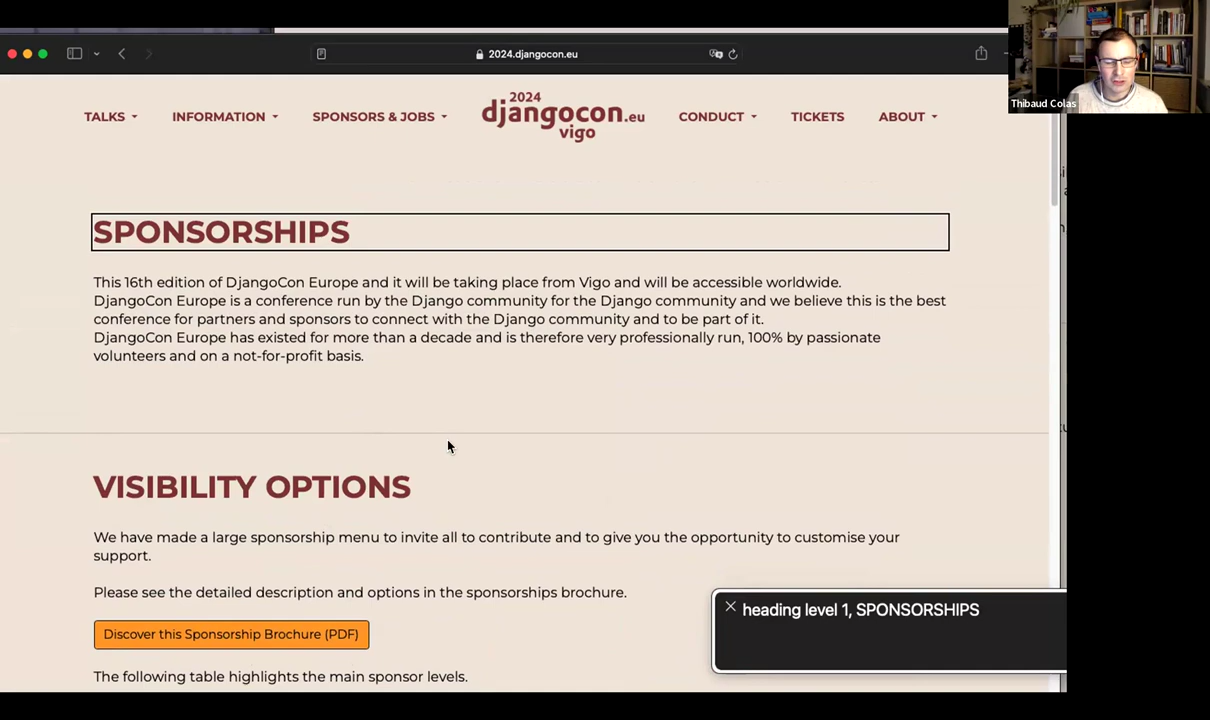 2024.djangocon.eu
Thibaud Colas
TALKS
INFORMATION
SPONSORS & JOBS
2024
djangocon.eu
vigo
CONDUCT
TICKETS
ABOUT
SPONSORSHIPS
This 16th edition of DjangoCon Europe and it will be taking place from Vigo and will be accessible worldwide.
DjangoCon Europe is a conference run by the Django community for the Django community and we believe this is the best
conference for partners and sponsors to connect with the Django community and to be part of it.
DjangoCon Europe has existed for more than a decade and is therefore very professionally run, 100% by passionate
volunteers and on a not-for-profit basis.
VISIBILITY OPTIONS
We have made a large sponsorship menu to invite all to contribute and to give you the opportunity to customise your
support.
Please see the detailed description and options in the sponsorships brochure.
heading level 1, SPONSORSHIPS
Discover this Sponsorship Brochure (PDF)
The following table highlights the main sponsor levels.